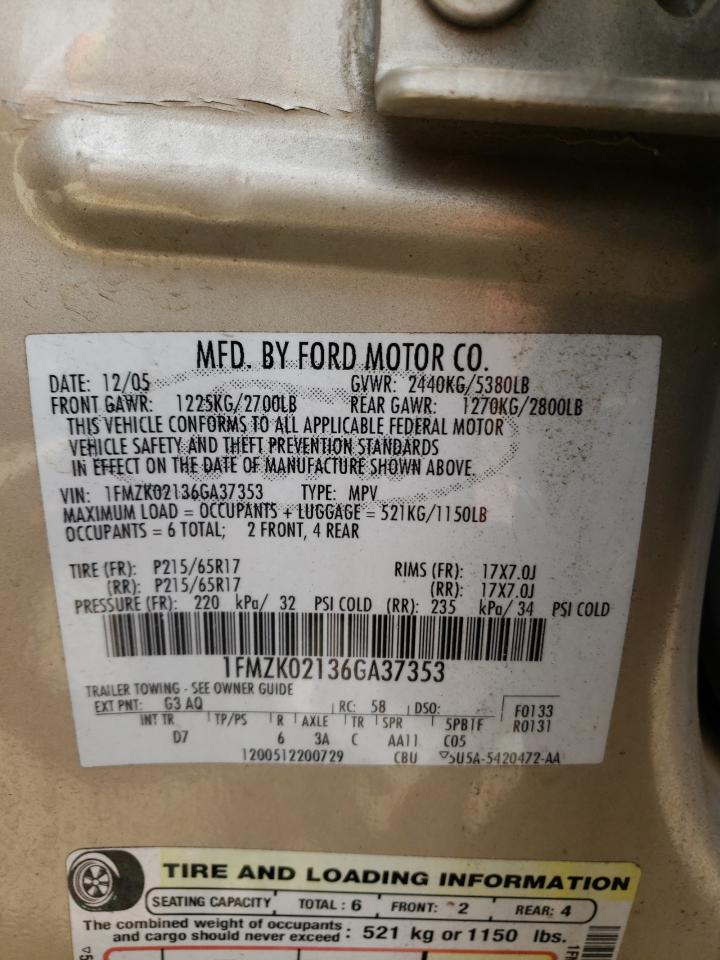 MFD. BY FORD MOTOR CO.
DATE: 12/05 GVWR: 2440KG/5380LB
FRONT GAWR: 1225KG/2700LB REAR GAWR: 1270KG/2800LB
THIS VEHICLE CONFORMS TO ALL APPLICABLE FEDERAL MOTOR
VEHICLE SAFETY AND THEFT PREVENTION STANDARDS
IN EFFECT ON THE DATE OF MANUFACTURE SHOWN ABOVE.
VIN: 1FMZK02136GA37353 TYPE: MPV
MAXIMUM LOAD = OCCUPANTS + LUGGAGE = 521KG/1150LB
OCCUPANTS = 6 TOTAL; 2 FRONT, 4 REAR
TIRE (FR): P215/65R17 RIMS (FR): 17X7.0J
(RR): P215/65R17 (RR): 17X7.0J
PRESSURE (FR): 220 kPa/ 32 PSI COLD (RR): 235 kPa/ 34 PSI COLD
1FMZK02136GA37353
TRAILER TOWING - SEE OWNER GUIDE
EXT PNT: G3 AQ RC: 58 DSO: F0133
INT TR TP/PS R AXLE TR SPR 5PB1F R0131
D7 6 3A C AA11 C05
1200512200729 CBU ▽5U5A-5420472-AA
TIRE AND LOADING INFORMATION
SEATING CAPACITY TOTAL : 6 FRONT: 2 REAR: 4
The combined weight of occupants
and cargo should never exceed : 521 kg or 1150 lbs.